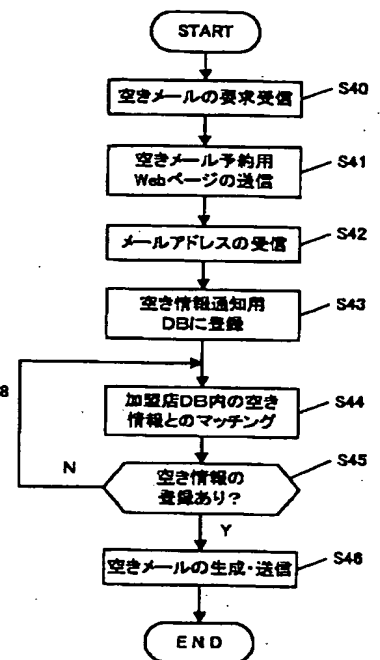 START
空きメールの要求受信
S40
空きメール予約用
Webページの送信
S41
メールアドレスの受信
S42
空き情報通知用
DBに登録
S43
8
加盟店DB内の空き
情報とのマッチング
S44
空き情報の
登録あり?
S45
N
Y
空きメールの生成・送信
S46
END